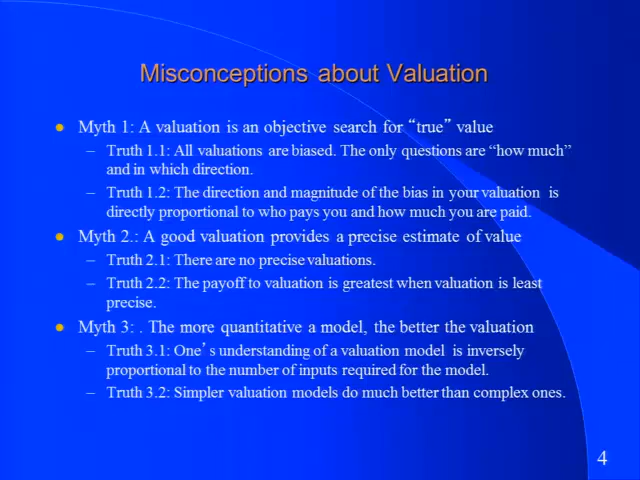 Misconceptions about Valuation
● Myth 1: A valuation is an objective search for “true” value
– Truth 1.1: All valuations are biased. The only questions are “how much”
and in which direction.
– Truth 1.2: The direction and magnitude of the bias in your valuation is
directly proportional to who pays you and how much you are paid.
● Myth 2.: A good valuation provides a precise estimate of value
– Truth 2.1: There are no precise valuations.
– Truth 2.2: The payoff to valuation is greatest when valuation is least
precise.
● Myth 3: . The more quantitative a model, the better the valuation
– Truth 3.1: One’s understanding of a valuation model is inversely
proportional to the number of inputs required for the model.
– Truth 3.2: Simpler valuation models do much better than complex ones.
4